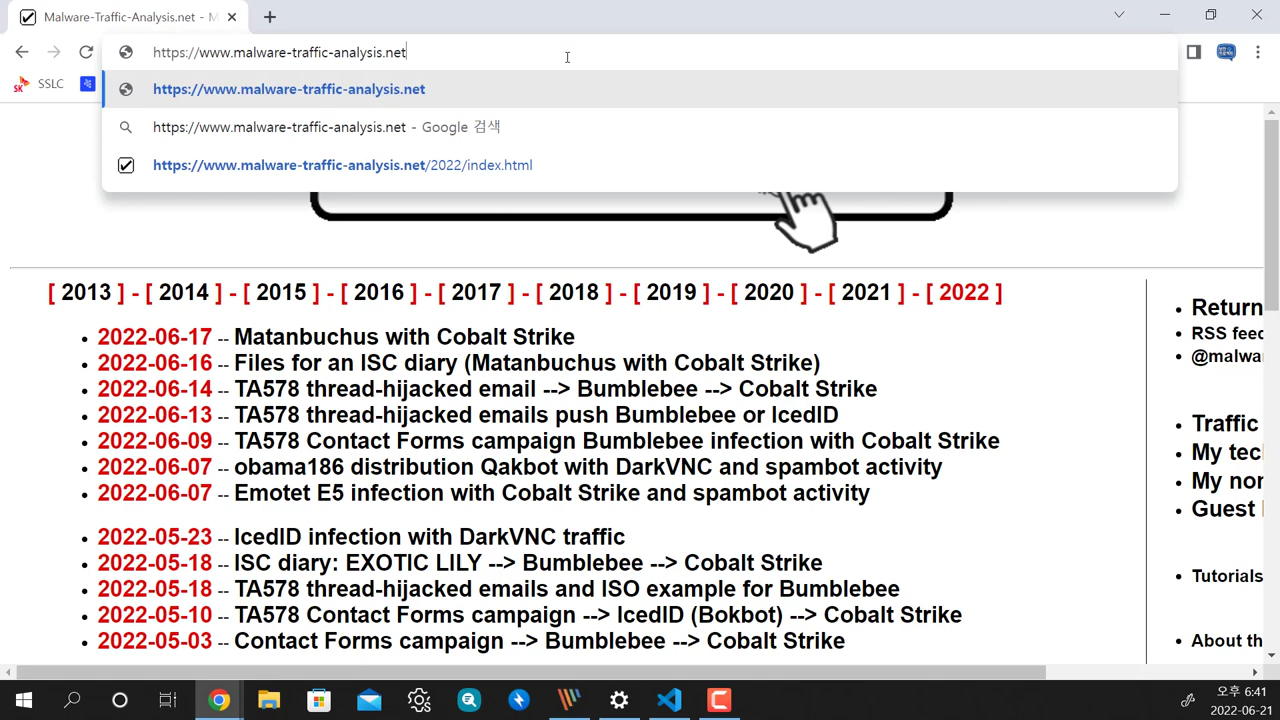 Malware-Traffic-Analysis.net - M
https://www.malware-traffic-analysis.net
SK SSLC
https://www.malware-traffic-analysis.net
https://www.malware-traffic-analysis.net - Google 검색
https://www.malware-traffic-analysis.net/2022/index.html
[ 2013 ] - [ 2014 ] - [ 2015 ] - [ 2016 ] - [ 2017 ] - [ 2018 ] - [ 2019 ] - [ 2020 ] - [ 2021 ] - [ 2022 ]
2022-06-17 -- Matanbuchus with Cobalt Strike
2022-06-16 -- Files for an ISC diary (Matanbuchus with Cobalt Strike)
2022-06-14 -- TA578 thread-hijacked email --> Bumblebee --> Cobalt Strike
2022-06-13 -- TA578 thread-hijacked emails push Bumblebee or IcedID
2022-06-09 -- TA578 Contact Forms campaign Bumblebee infection with Cobalt Strike
2022-06-07 -- obama186 distribution Qakbot with DarkVNC and spambot activity
2022-06-07 -- Emotet E5 infection with Cobalt Strike and spambot activity
2022-05-23 -- IcedID infection with DarkVNC traffic
2022-05-18 -- ISC diary: EXOTIC LILY --> Bumblebee --> Cobalt Strike
2022-05-18 -- TA578 thread-hijacked emails and ISO example for Bumblebee
2022-05-10 -- TA578 Contact Forms campaign --> IcedID (Bokbot) --> Cobalt Strike
2022-05-03 -- Contact Forms campaign --> Bumblebee --> Cobalt Strike
Return
RSS feed
@malwa
Traffic
My tec
My non
Guest
Tutorials
About th
오후 6:41
2022-06-21